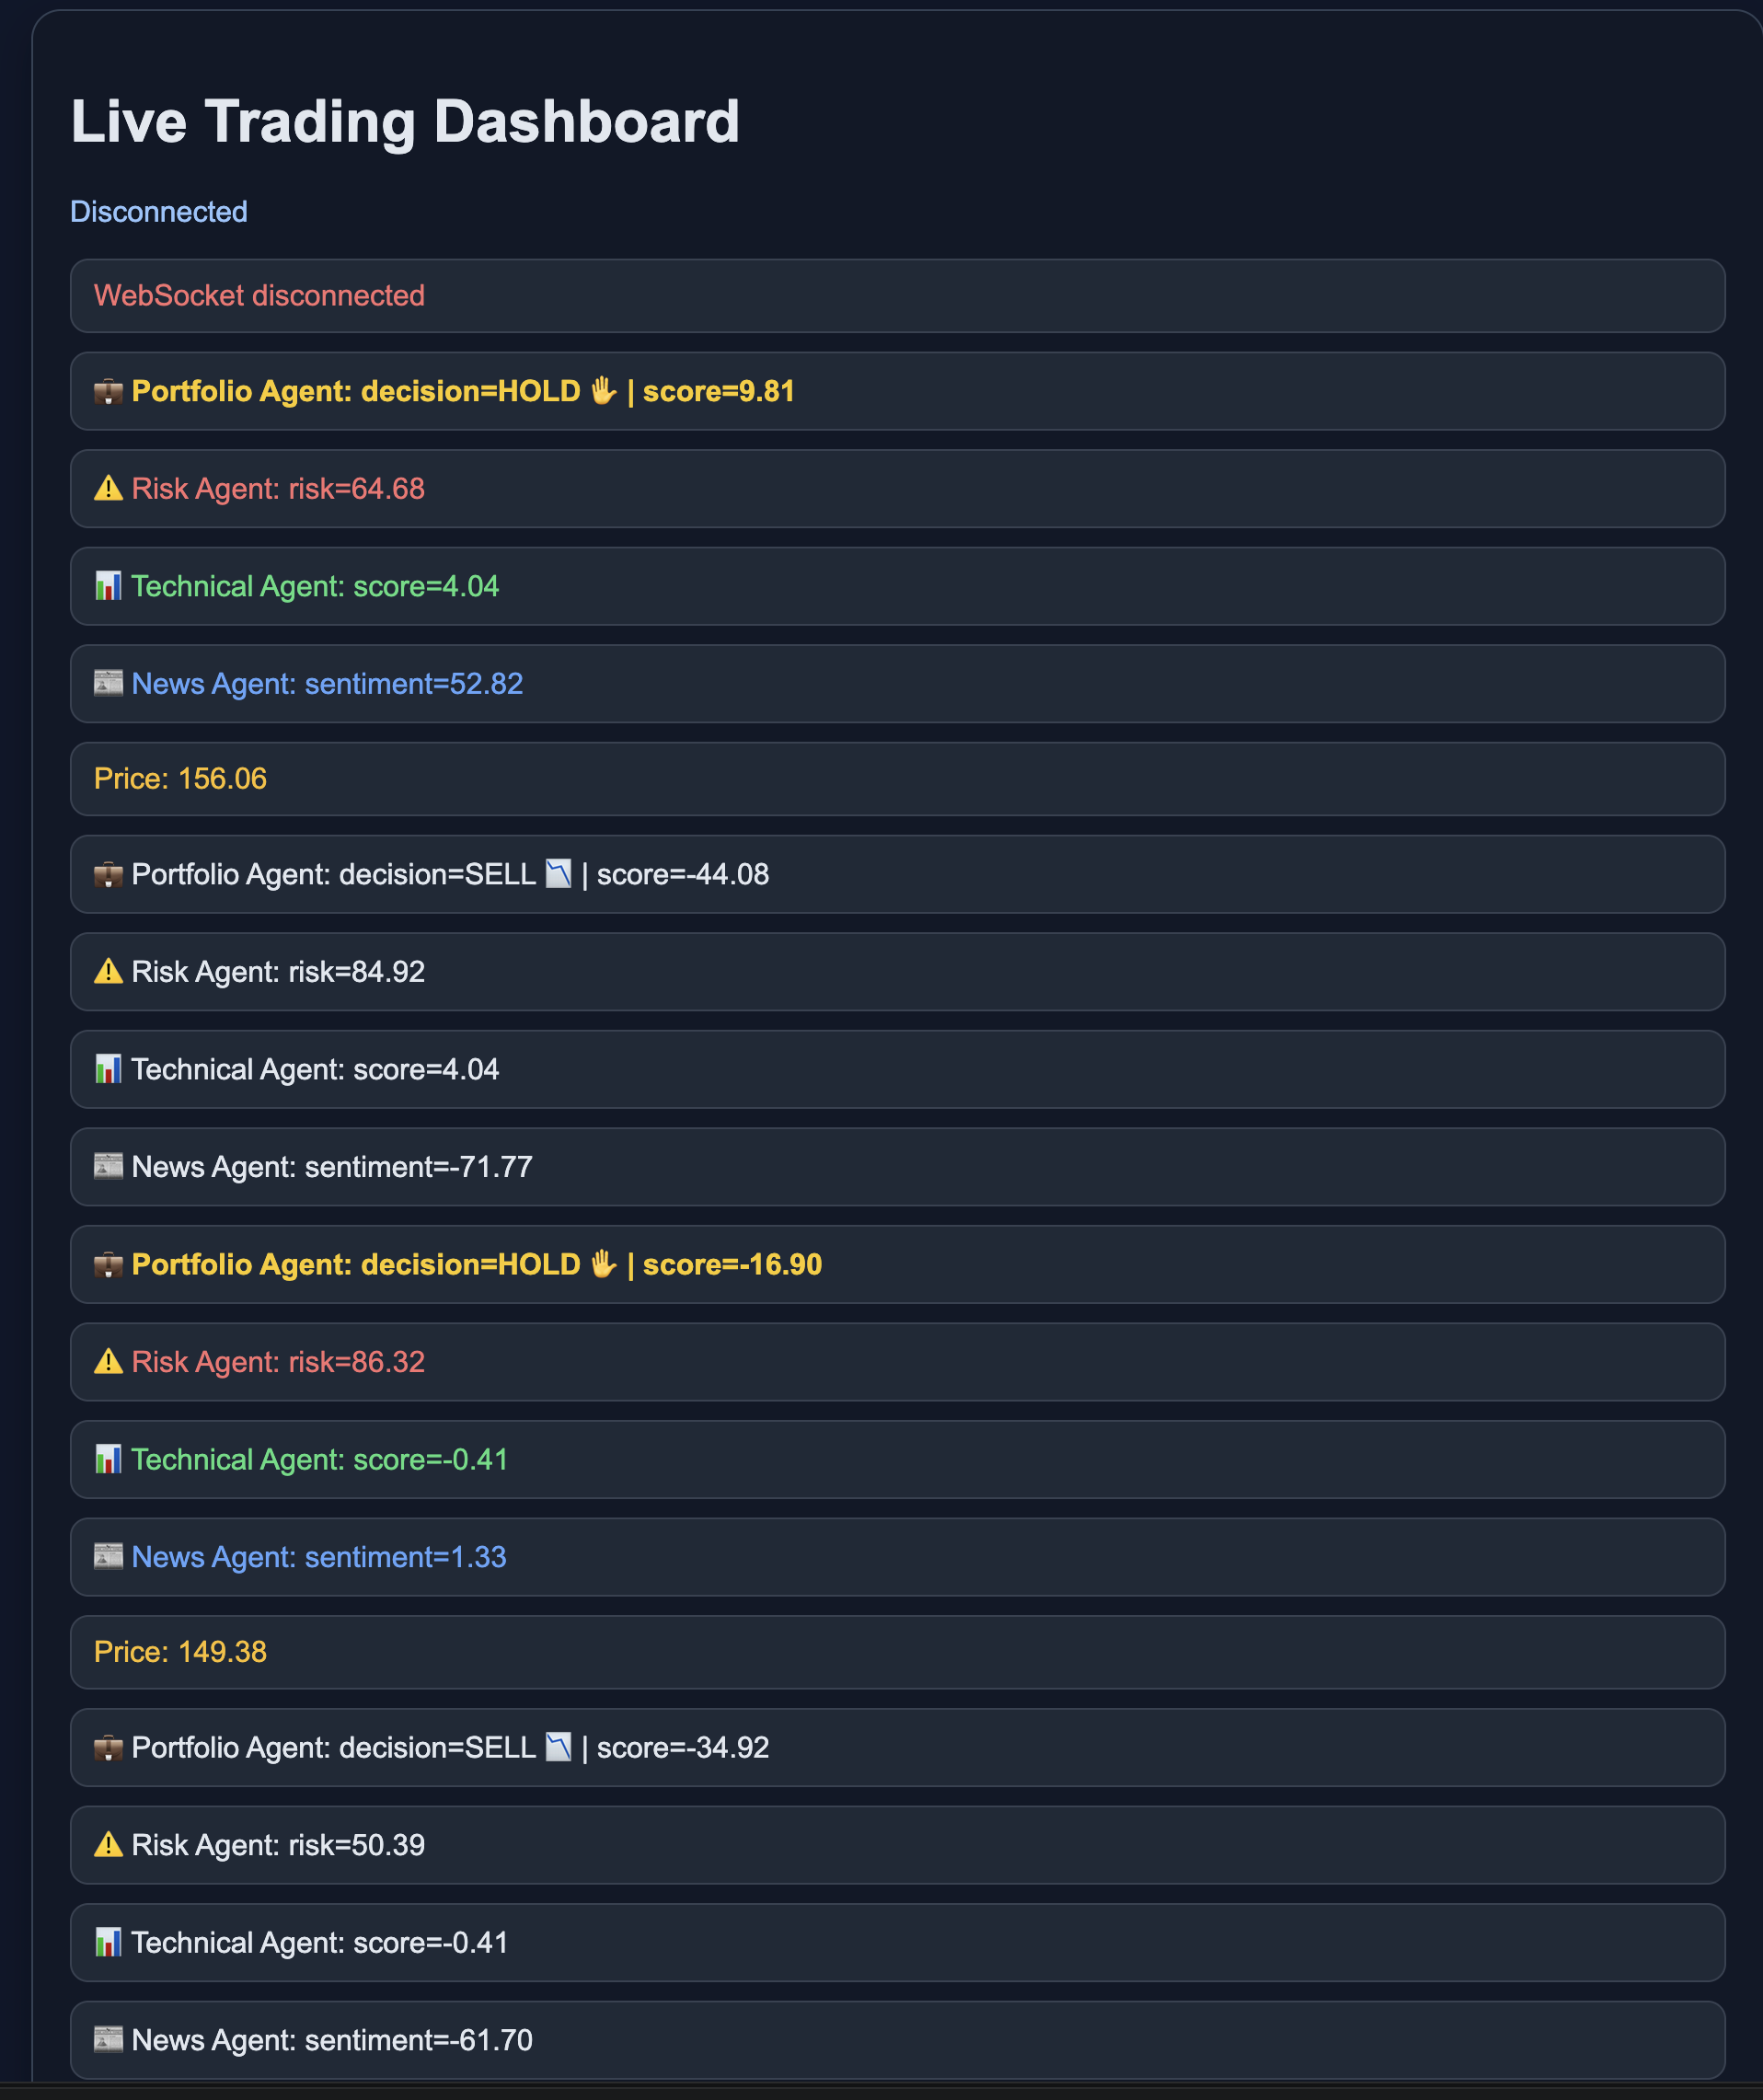 Live Trading Dashboard
Disconnected
WebSocket disconnected
💼 Portfolio Agent: decision=HOLD ✋ | score=9.81
⚠️ Risk Agent: risk=64.68
📊 Technical Agent: score=4.04
📰 News Agent: sentiment=52.82
Price: 156.06
💼 Portfolio Agent: decision=SELL 📉 | score=-44.08
⚠️ Risk Agent: risk=84.92
📊 Technical Agent: score=4.04
📰 News Agent: sentiment=-71.77
💼 Portfolio Agent: decision=HOLD ✋ | score=-16.90
⚠️ Risk Agent: risk=86.32
📊 Technical Agent: score=-0.41
📰 News Agent: sentiment=1.33
Price: 149.38
💼 Portfolio Agent: decision=SELL 📉 | score=-34.92
⚠️ Risk Agent: risk=50.39
📊 Technical Agent: score=-0.41
📰 News Agent: sentiment=-61.70